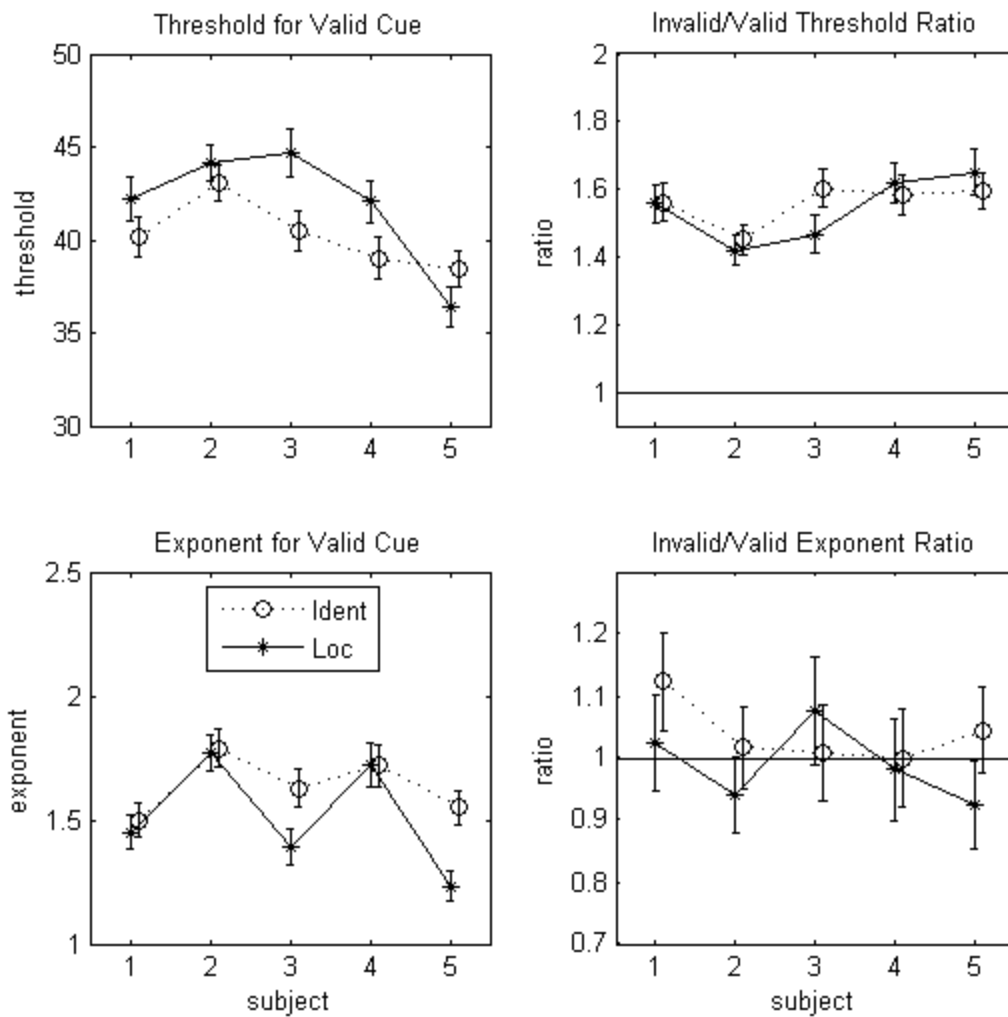 Threshold for Valid Cue
50
45
40
35
30
threshold
1 2 3 4 5
Invalid/Valid Threshold Ratio
2
1.8
1.6
1.4
1.2
1
ratio
1 2 3 4 5
Exponent for Valid Cue
2.5
2
1.5
1
exponent
Ident
Loc
1 2 3 4 5
subject
Invalid/Valid Exponent Ratio
1.2
1.1
1
0.9
0.8
0.7
ratio
1 2 3 4 5
subject